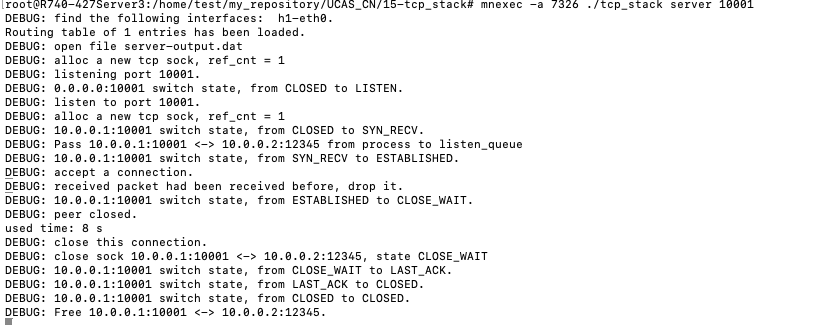 root@R740-427Server3:/home/test/my_repository/UCAS_CN/15-tcp_stack# mnexec -a 7326 ./tcp_stack server 10001
DEBUG: find the following interfaces:  h1-eth0.
Routing table of 1 entries has been loaded.
DEBUG: open file server-output.dat
DEBUG: alloc a new tcp sock, ref_cnt = 1
DEBUG: listening port 10001.
DEBUG: 0.0.0.0:10001 switch state, from CLOSED to LISTEN.
DEBUG: listen to port 10001.
DEBUG: alloc a new tcp sock, ref_cnt = 1
DEBUG: 10.0.0.1:10001 switch state, from CLOSED to SYN_RECV.
DEBUG: Pass 10.0.0.1:10001 <-> 10.0.0.2:12345 from process to listen_queue
DEBUG: 10.0.0.1:10001 switch state, from SYN_RECV to ESTABLISHED.
DEBUG: accept a connection.
DEBUG: received packet had been received before, drop it.
DEBUG: 10.0.0.1:10001 switch state, from ESTABLISHED to CLOSE_WAIT.
DEBUG: peer closed.
used time: 8 s
DEBUG: close this connection.
DEBUG: close sock 10.0.0.1:10001 <-> 10.0.0.2:12345, state CLOSE_WAIT
DEBUG: 10.0.0.1:10001 switch state, from CLOSE_WAIT to LAST_ACK.
DEBUG: 10.0.0.1:10001 switch state, from LAST_ACK to CLOSED.
DEBUG: 10.0.0.1:10001 switch state, from CLOSED to CLOSED.
DEBUG: Free 10.0.0.1:10001 <-> 10.0.0.2:12345.